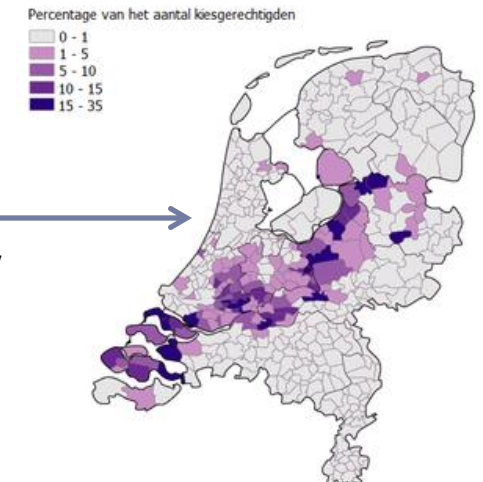 Percentage van het aantal kiesgerechtigden
0 - 1
1 - 5
5 - 10
10 - 15
15 - 35